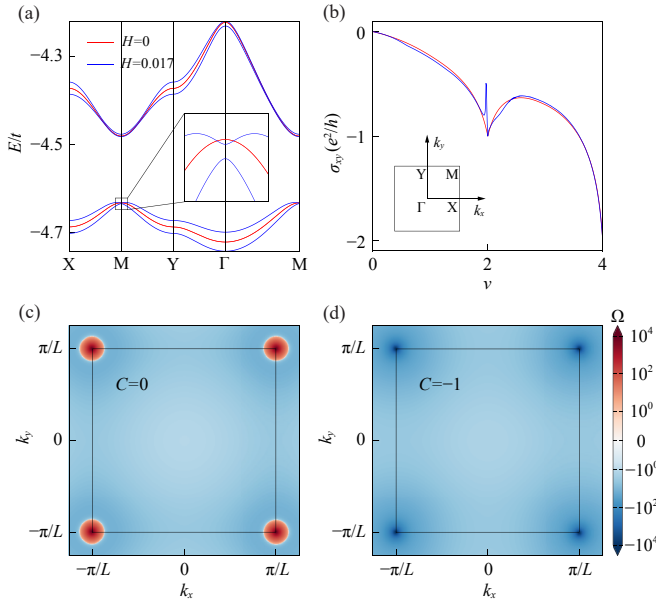 (a)
H=0
H=0.017
E/t
−4.3
−4.5
−4.7
X M Y Γ M
(b)
σxy (e²/h)
0
−1
−2
0 2 4
ν
ky
Y M
Γ X
kx
(c)
C=0
ky
π/L
0
−π/L
−π/L 0 π/L
kx
(d)
C=−1
ky
π/L
0
−π/L
−π/L 0 π/L
kx
Ω
10⁴
10²
10⁰
0
−10⁰
−10²
−10⁴